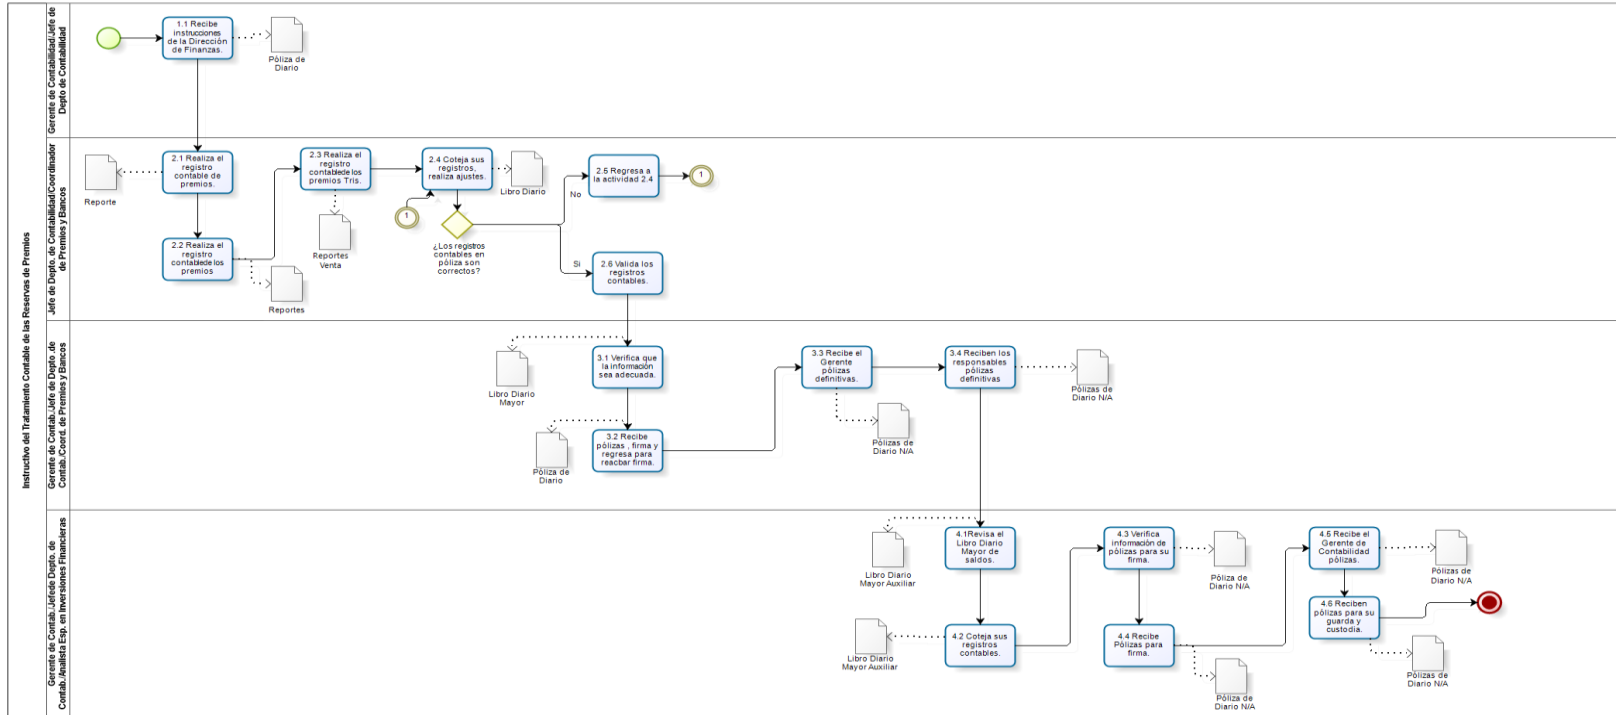 Instructivo del Tratamiento Contable de las Reservas de Premios
Gerente de Contabilidad/Jefe de
Depto de Contabilidad
1.1 Recibe
instrucciones
de la Dirección
de Finanzas.
Póliza de
Diario
Jefe de Depto. de Contabilidad/Coordinador
de Premios y Bancos
2.1 Realiza el
registro
contable de
premios.
Reporte
2.2 Realiza el
registro
contablede los
premios
Reportes
2.3 Realiza el
registro
contablede los
premios Tris.
Reportes
Venta
2.4 Coteja sus
registros,
realiza ajustes.
Libro Diario
1
¿Los registros
contables en
póliza son
correctos?
No
2.5 Regresa a
la actividad 2.4
1
Si
2.6 Valida los
registros
contables.
Gerente de Contab./Jefe de Depto .de
Contab./Coord. de Premios y Bancos
3.1 Verifica que
la información
sea adecuada.
Libro Diario
Mayor
3.2 Recibe
pólizas , firma y
regresa para
reacbar firma.
Póliza de
Diario
3.3 Recibe el
Gerente
pólizas
definitivas.
Pólizas de
Diario N/A
3.4 Reciben los
responsables
pólizas
definitivas
Pólizas de
Diario N/A
Gerente de Contab./Jefede Depto. de
Contab./Analista Esp. en Inversiones Financieras
4.1Revisa el
Libro Diario
Mayor de
saldos.
Libro Diario
Mayor Auxiliar
4.2 Coteja sus
registros
contables.
Libro Diario
Mayor Auxiliar
4.3 Verifica
información de
pólizas para su
firma.
Póliza de
Diario N/A
4.4 Recibe
Pólizas para
firma.
Póliza de
Diario N/A
4.5 Recibe el
Gerente de
Contabilidad
pólizas.
Pólizas de
Diario N/A
4.6 Reciben
pólizas para su
guarda y
custodia.
Pólizas de
Diario N/A